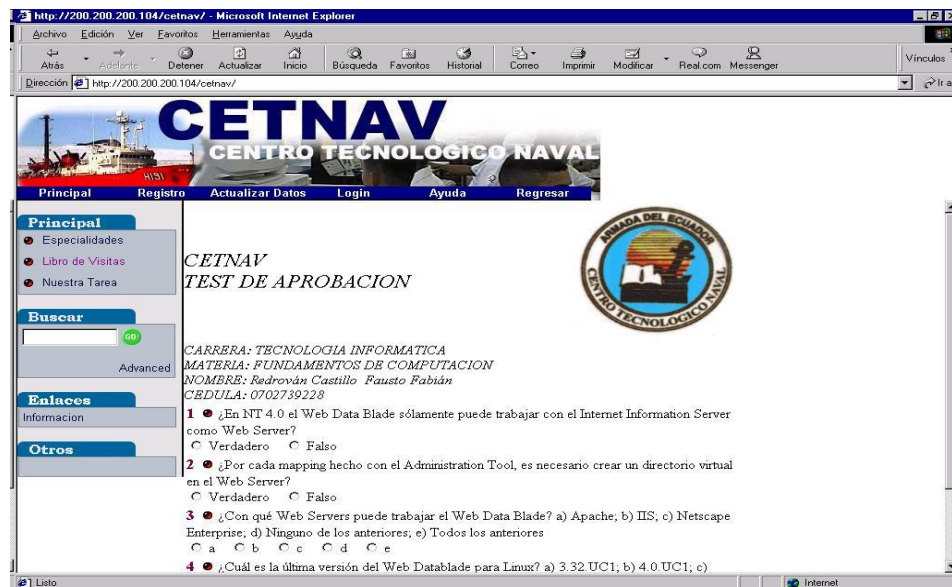 http://200.200.200.104/cetnav/ - Microsoft Internet Explorer
Archivo Edición Ver Favoritos Herramientas Ayuda
Atrás Adelante Detener Actualizar Inicio Búsqueda Favoritos Historial Correo Imprimir Modificar Real.com Messenger Vínculos
Dirección http://200.200.200.104/cetnav/ Ir a
CETNAV
CENTRO TECNOLOGICO NAVAL
H191
Principal Registro Actualizar Datos Login Ayuda Regresar
Principal
Especialidades
Libro de Visitas
Nuestra Tarea
Buscar
GO
Advanced
Enlaces
Informacion
Otros
ARMADA DEL ECUADOR
CENTRO TECNOLOGICO NAVAL
CETNAV
TEST DE APROBACION
CARRERA: TECNOLOGIA INFORMATICA
MATERIA: FUNDAMENTOS DE COMPUTACION
NOMBRE: Redrován Castillo Fausto Fabián
CEDULA: 0702739228
1 ¿En NT 4.0 el Web Data Blade sólamente puede trabajar con el Internet Information Server
como Web Server?
Verdadero Falso
2 ¿Por cada mapping hecho con el Administration Tool, es necesario crear un directorio virtual
en el Web Server?
Verdadero Falso
3 ¿Con qué Web Servers puede trabajar el Web Data Blade? a) Apache; b) IIS; c) Netscape
Enterprise; d) Ninguno de los anteriores; e) Todos los anteriores
a b c d e
4 ¿Cuál es la última versión del Web Datablade para Linux? a) 3.32.UC1; b) 4.0.UC1; c)
Listo Internet